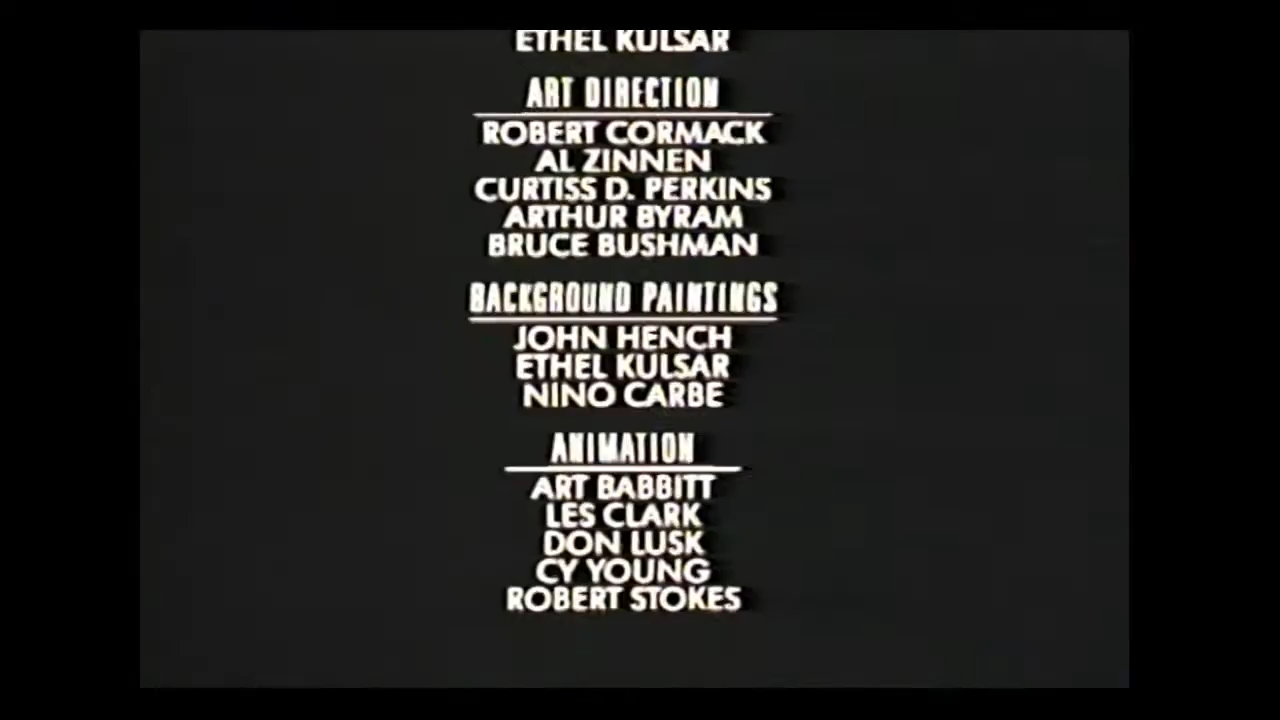 ETHEL KULSAR
ART DIRECTION
ROBERT CORMACK
AL ZINNEN
CURTISS D. PERKINS
ARTHUR BYRAM
BRUCE BUSHMAN
BACKGROUND PAINTINGS
JOHN HENCH
ETHEL KULSAR
NINO CARBE
ANIMATION
ART BABBITT
LES CLARK
DON LUSK
CY YOUNG
ROBERT STOKES